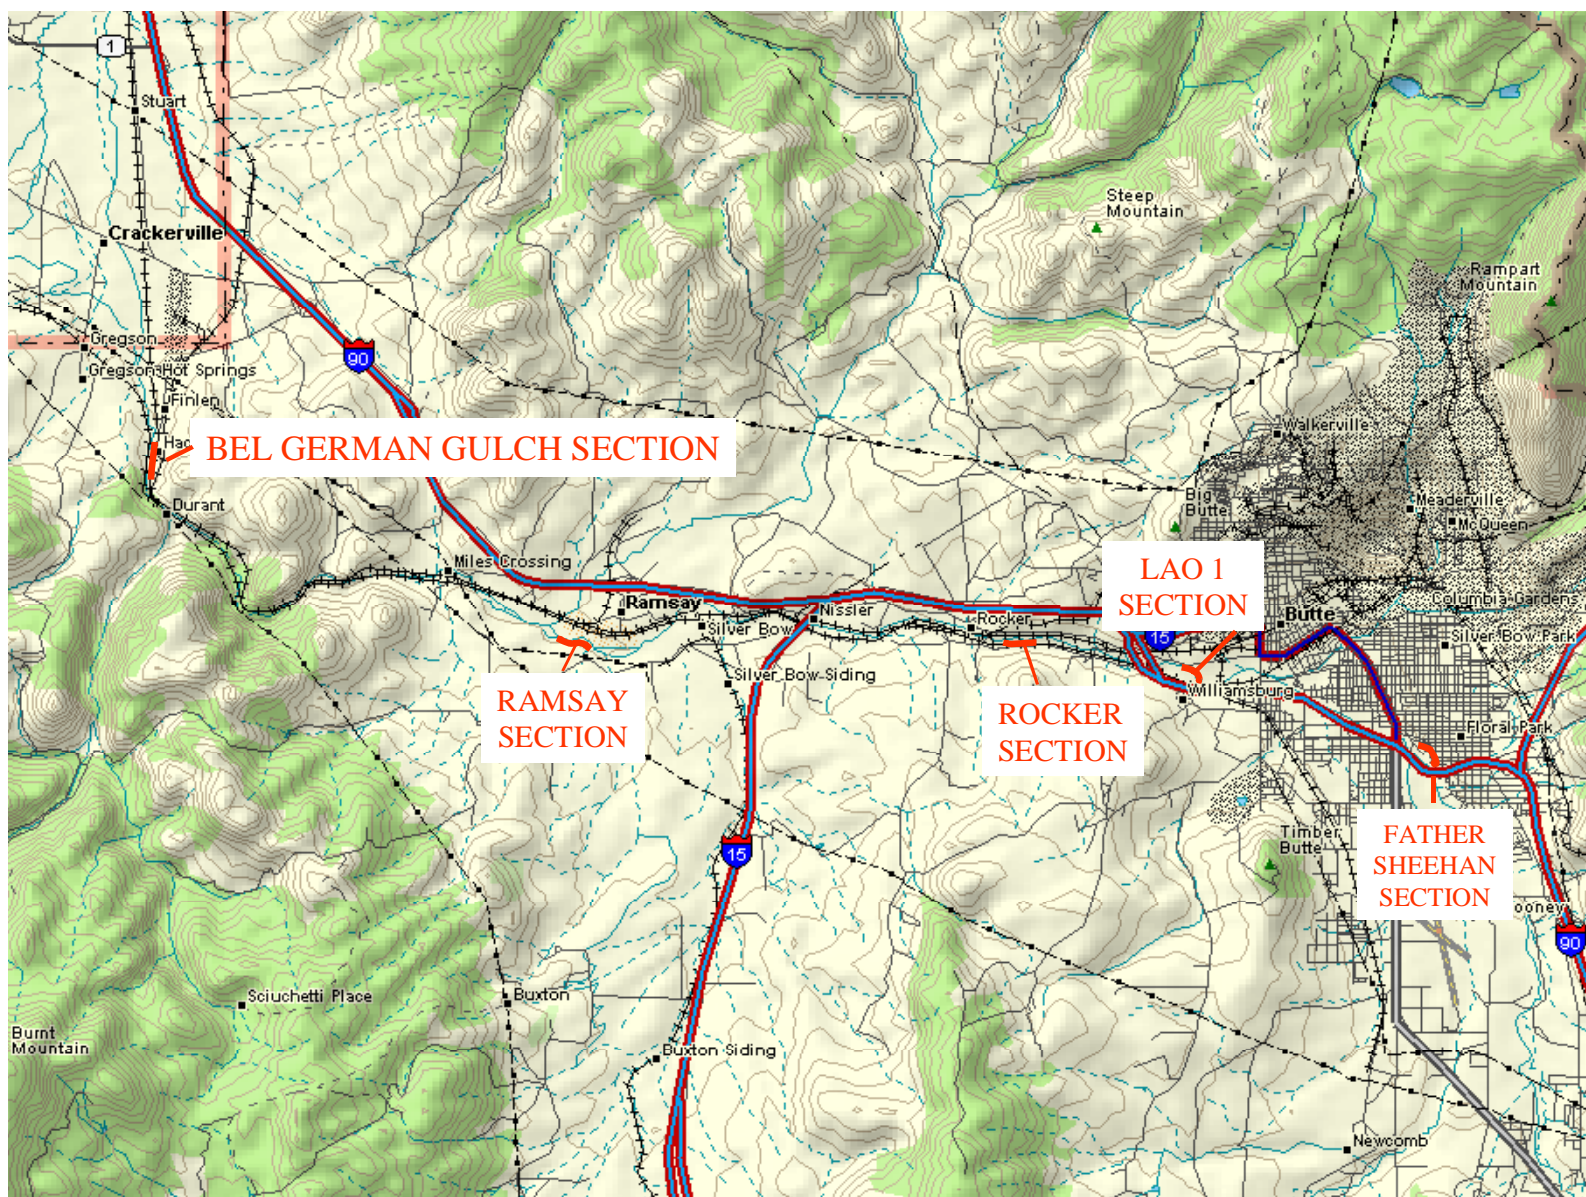 1
Stuart
Steep
Mountain
Crackerville
Rampart
Mountain
Gregson
90
Gregson Hot Springs
Finlen
Walkerville
BEL GERMAN GULCH SECTION
Durant
Big
Butte
Meaderville
McQueen
Miles Crossing
LAO 1
SECTION
Ramsay
Nissler
Rocker
Butte
Columbia Gardens
Silver Bow
15
Silver Bow Park
Silver Bow Siding
Williamsburg
RAMSAY
SECTION
ROCKER
SECTION
Floral Park
Timber
Butte
FATHER
SHEEHAN
SECTION
15
ooney
90
Sciuchetti Place
Buxton
Burnt
Mountain
Buxton Siding
Newcomb